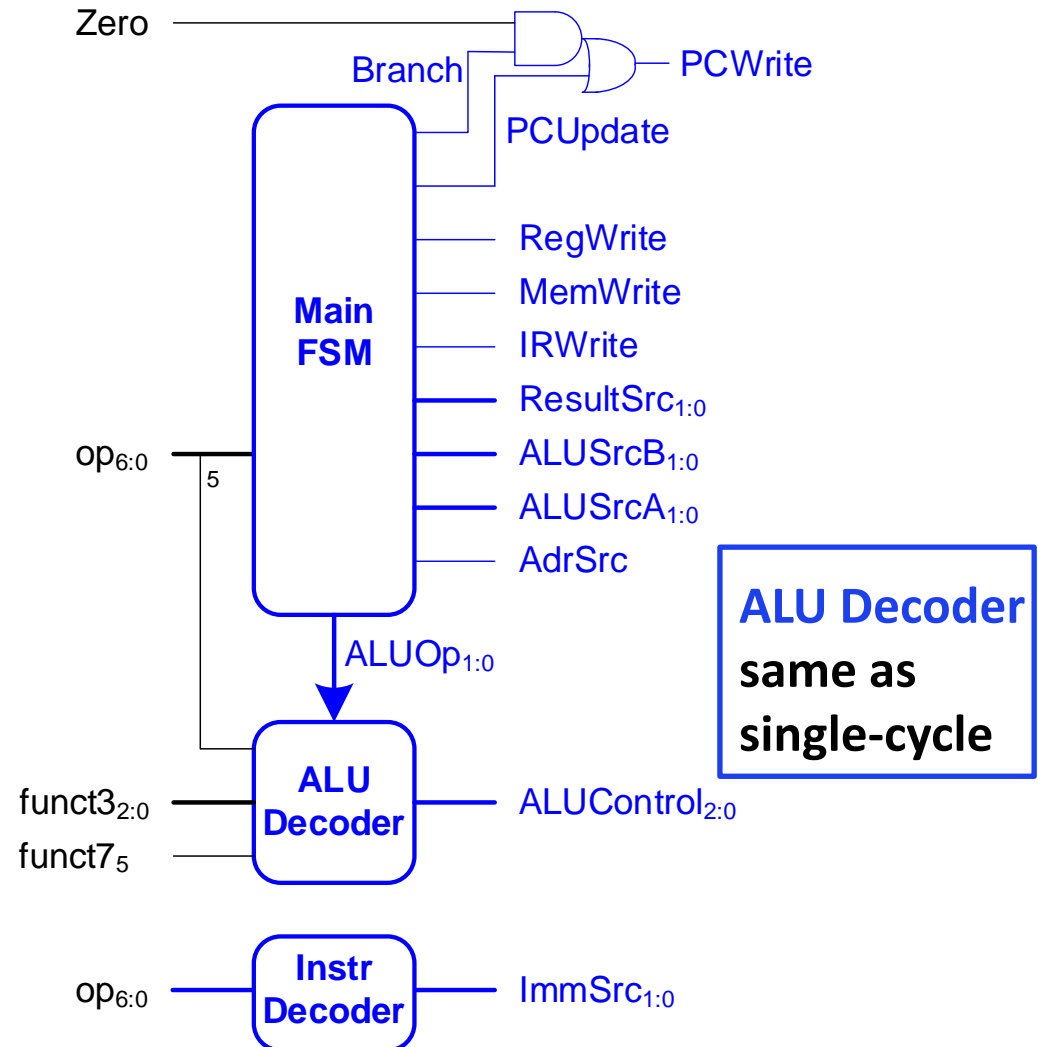 Zero
Branch
PCWrite
PCUpdate
RegWrite
MemWrite
Main
FSM
IRWrite
ResultSrc1:0
op6:0
5
ALUSrcB1:0
ALUSrcA1:0
AdrSrc
ALUOp1:0
ALU Decoder
same as
single-cycle
ALU
Decoder
funct32:0
funct75
ALUControl2:0
Instr
Decoder
op6:0
ImmSrc1:0